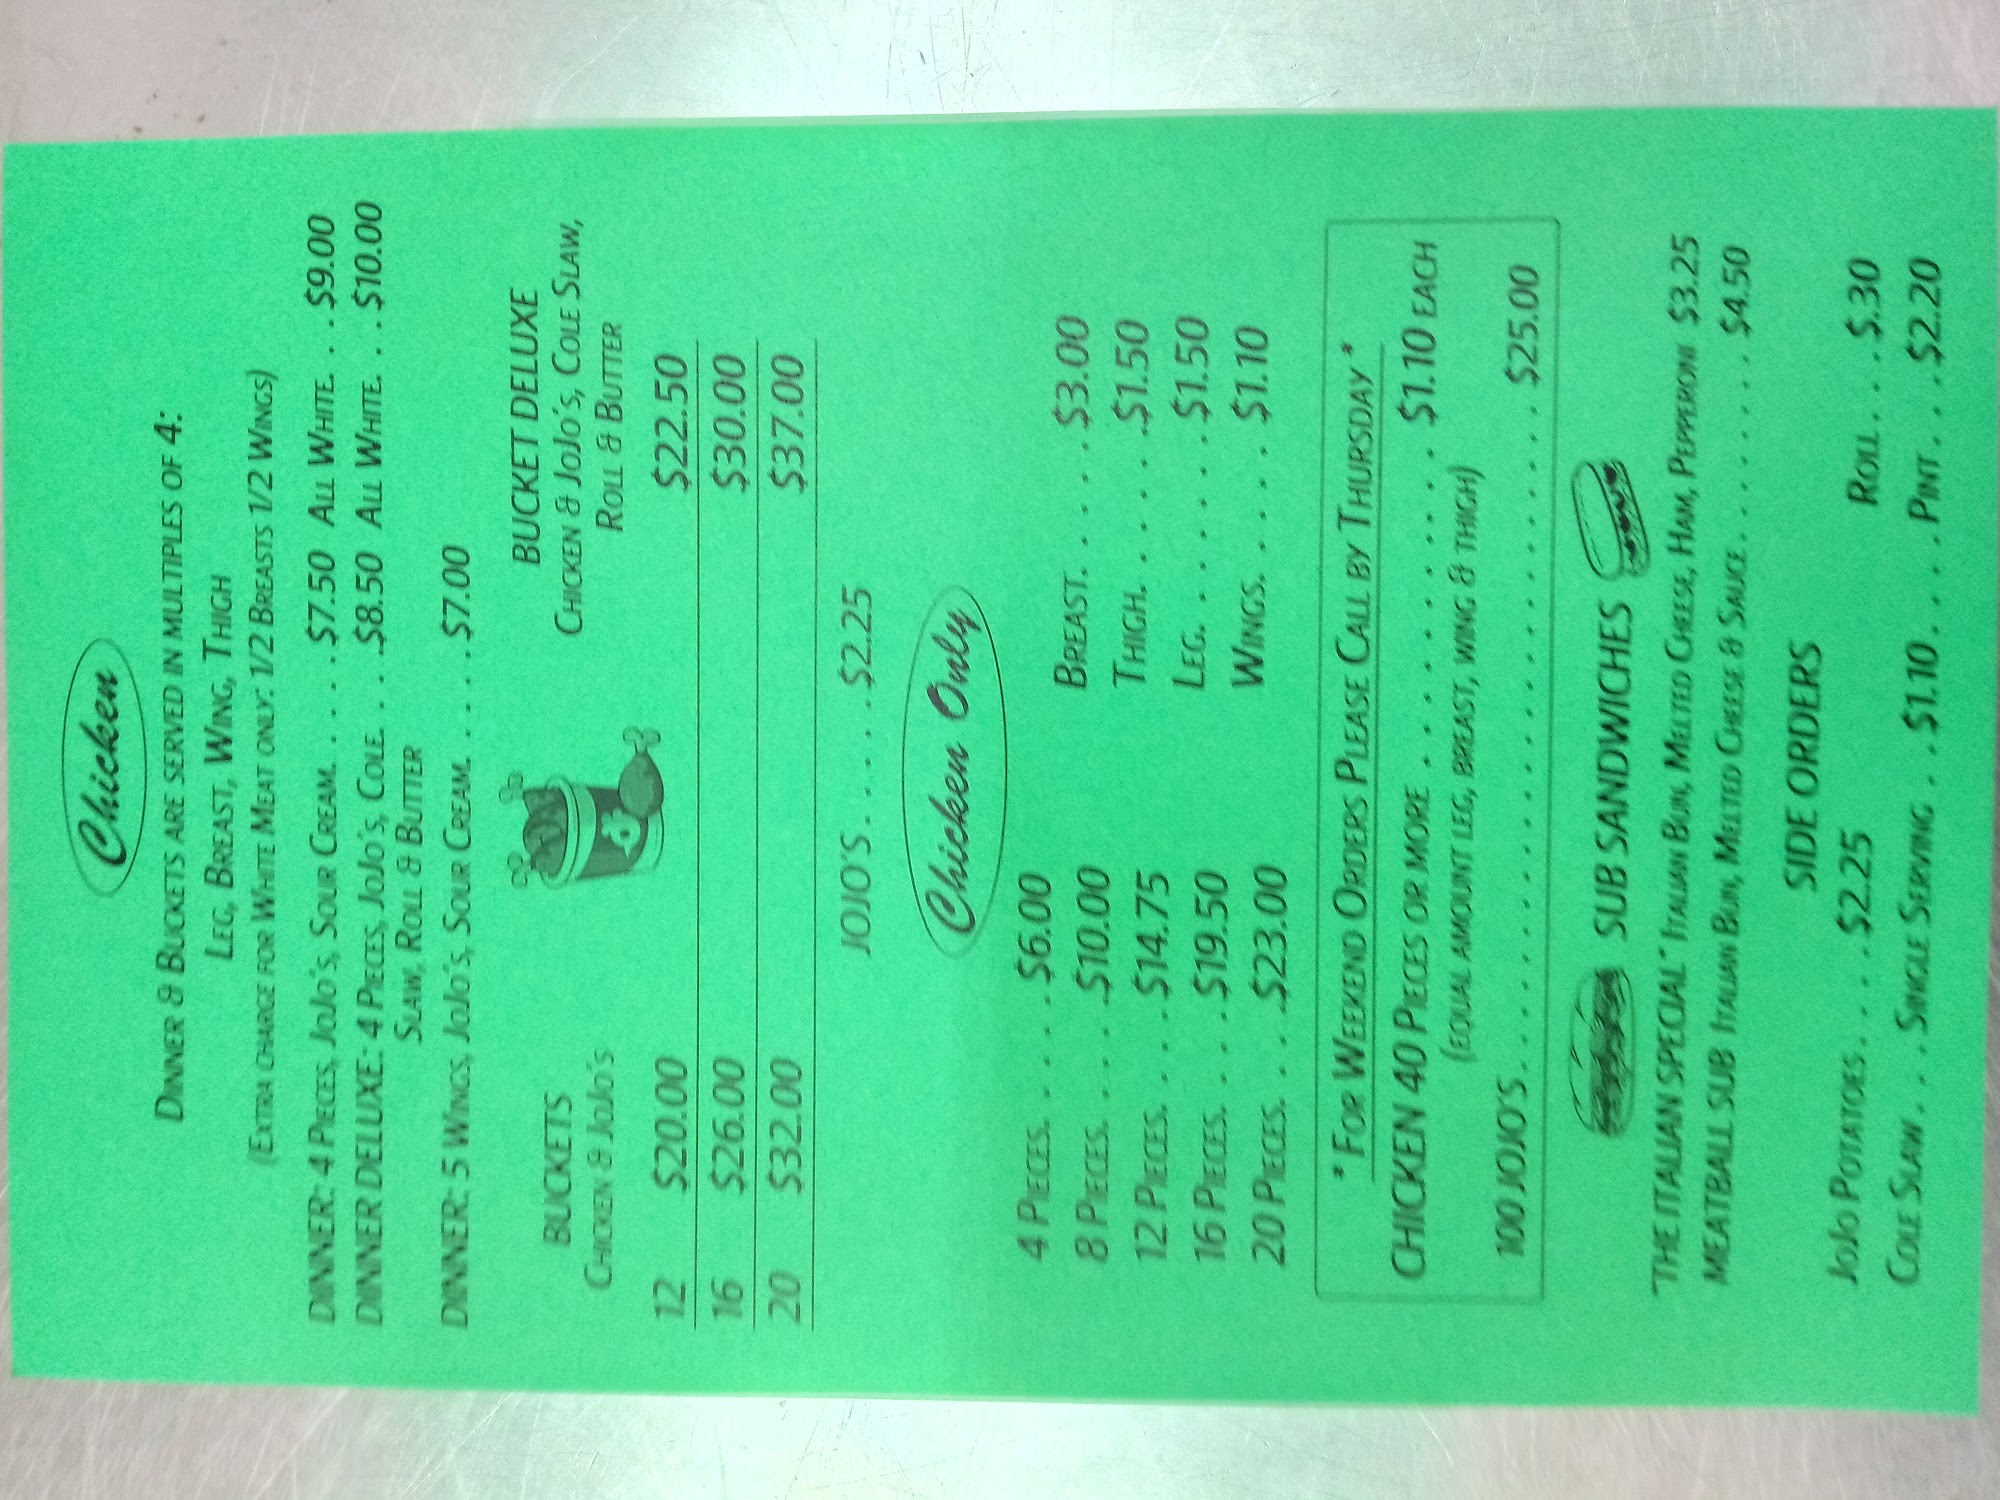 Chicken
DINNER & BUCKETS ARE SERVED IN MULTIPLES OF 4:
LEG, BREAST, WING, THIGH
(EXTRA CHARGE FOR WHITE MEAT ONLY: 1/2 BREASTS 1/2 WINGS)
DINNER: 4 PIECES, JOJO'S, SOUR CREAM. . . . .$7.50 ALL WHITE. . .$9.00
DINNER DELUXE: 4 PIECES, JOJO'S, COLE. . . .$8.50 ALL WHITE. . .$10.00
SLAW, ROLL & BUTTER
DINNER: 5 WINGS, JOJO'S, SOUR CREAM. . . . .$7.00
BUCKETS BUCKET DELUXE
CHICKEN & JOJO'S CHICKEN & JOJO'S, COLE SLAW,
ROLL & BUTTER
12 $20.00 $22.50
16 $26.00 $30.00
20 $32.00 $37.00
JOJO'S. . . . . .$2.25
Chicken Only
4 PIECES. . . . .$6.00 BREAST. . . . . .$3.00
8 PIECES. . . . .$10.00 THIGH. . . . . .$1.50
12 PIECES. . . .$14.75 LEG. . . . . . .$1.50
16 PIECES. . . .$19.50 WINGS. . . . .$1.10
20 PIECES. . . .$23.00
*FOR WEEKEND ORDERS PLEASE CALL BY THURSDAY*
CHICKEN 40 PIECES OR MORE . . . . . . . . . . . . $1.10 EACH
(EQUAL AMOUNT LEG, BREAST, WING & THIGH)
100 JOJO'S. . . . . . . . . . . . . . . . . . . . . . . . . . $25.00
SUB SANDWICHES
"THE ITALIAN SPECIAL" ITALIAN BUN, MELTED CHEESE, HAM, PEPPERONI $3.25
MEATBALL SUB ITALIAN BUN, MELTED CHEESE & SAUCE. . . . . . . . $4.50
SIDE ORDERS
JOJO POTATOES. . . . .$2.25 ROLL. . . .$.30
COLE SLAW. . .SINGLE SERVING . .$1.10. . . . .PINT. . . .$2.20